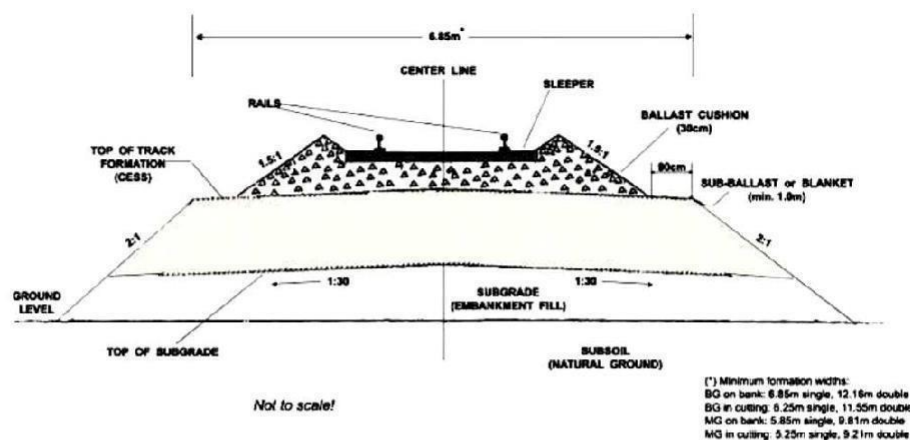 6.85m*
CENTER LINE
SLEEPER
RAILS
BALLAST CUSHION
(30cm)
TOP OF TRACK
FORMATION
(CESS)
1.5:1
1.5:1
90cm
SUB-BALLAST or BLANKET
(min. 1.0m)
2:1
2:1
1:30
1:30
GROUND
LEVEL
SUBGRADE
(EMBANKMENT FILL)
TOP OF SUBGRADE
SUBSOIL
(NATURAL GROUND)
Not to scale!
(*) Minimum formation widths:
BG on bank: 6.85m single, 12.16m double
BG in cutting: 6.25m single, 11.55m double
MG on bank: 5.85m single, 9.81m double
MG in cutting: 5.25m single, 9.21m double